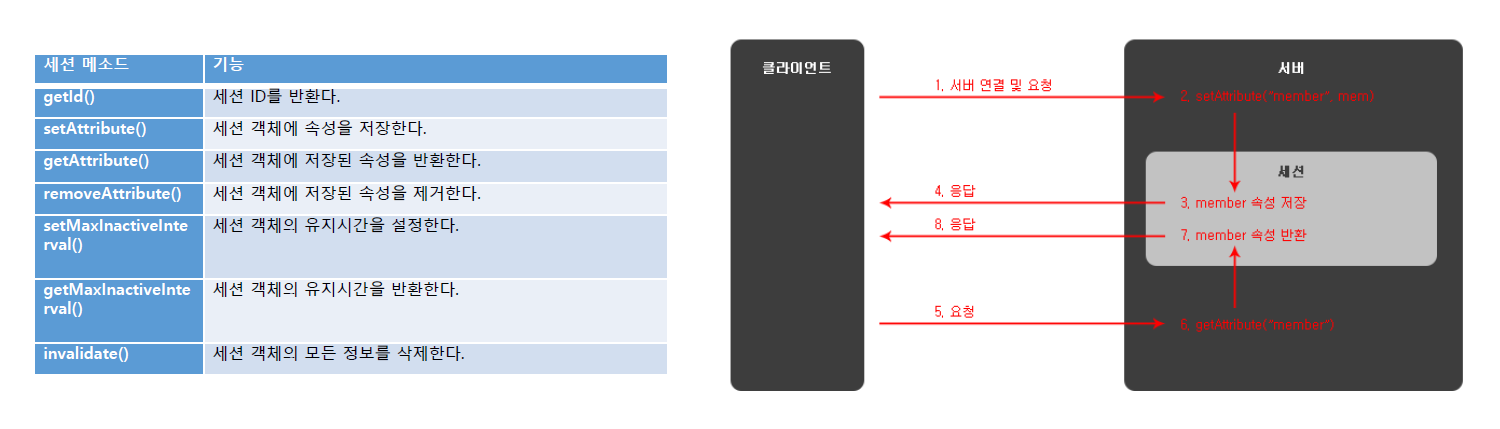 세션 메소드 기능
getId() 세션 ID를 반환다.
setAttribute() 세션 객체에 속성을 저장한다.
getAttribute() 세션 객체에 저장된 속성을 반환한다.
removeAttribute() 세션 객체에 저장된 속성을 제거한다.
setMaxInactiveInte 세션 객체의 유지시간을 설정한다.
rval()
getMaxInactiveInte 세션 객체의 유지시간을 반환한다.
rval()
invalidate() 세션 객체의 모든 정보를 삭제한다.
클라이언트
서버
1, 서버 연결 및 요청
2, setAttribute("member", mem)
세션
4, 응답
3, member 속성 저장
8, 응답
7, member 속성 반환
5, 요청
6, getAttribute("member")